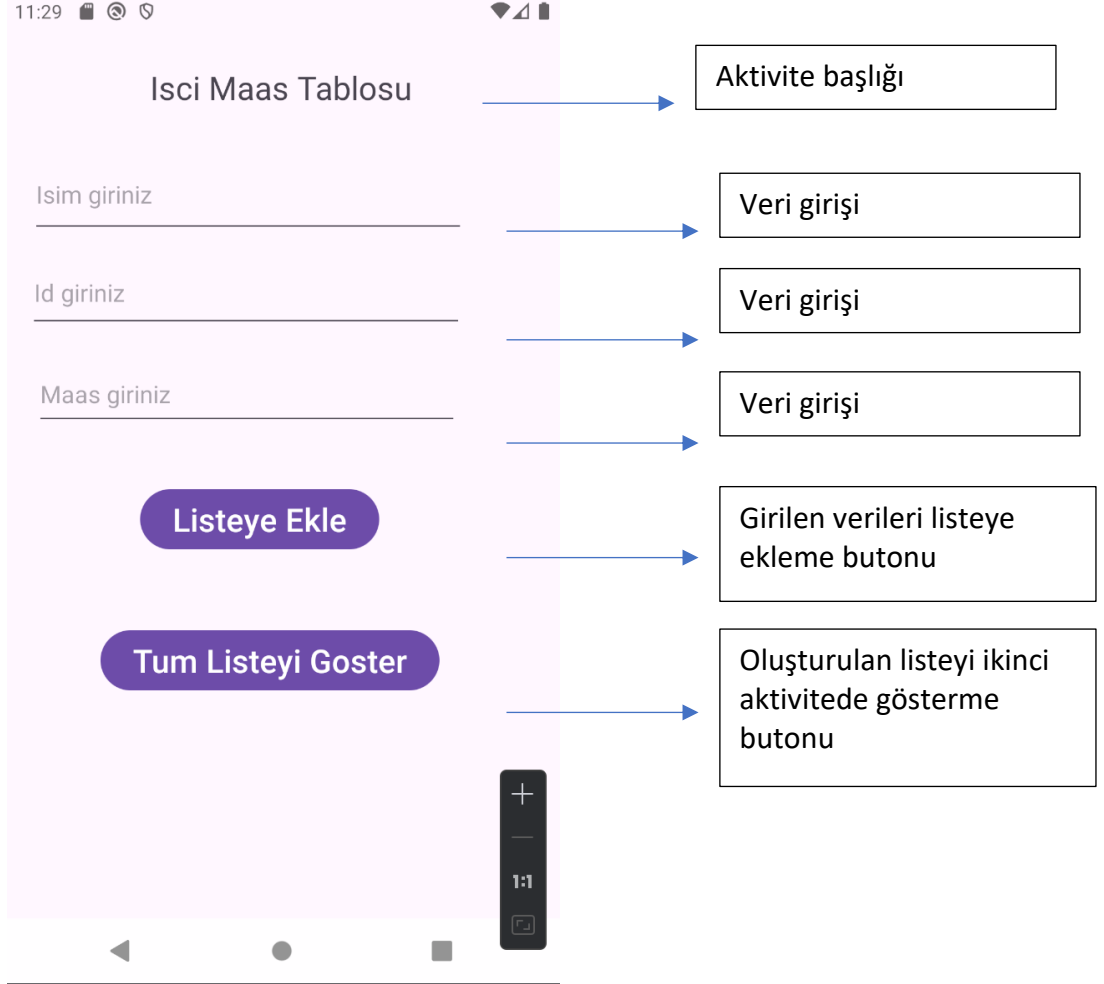 11:29
Isci Maas Tablosu
Aktivite başlığı
Isim giriniz
Veri girişi
Id giriniz
Veri girişi
Maas giriniz
Veri girişi
Listeye Ekle
Girilen verileri listeye
ekleme butonu
Tum Listeyi Goster
Oluşturulan listeyi ikinci
aktivitede gösterme
butonu
1:1